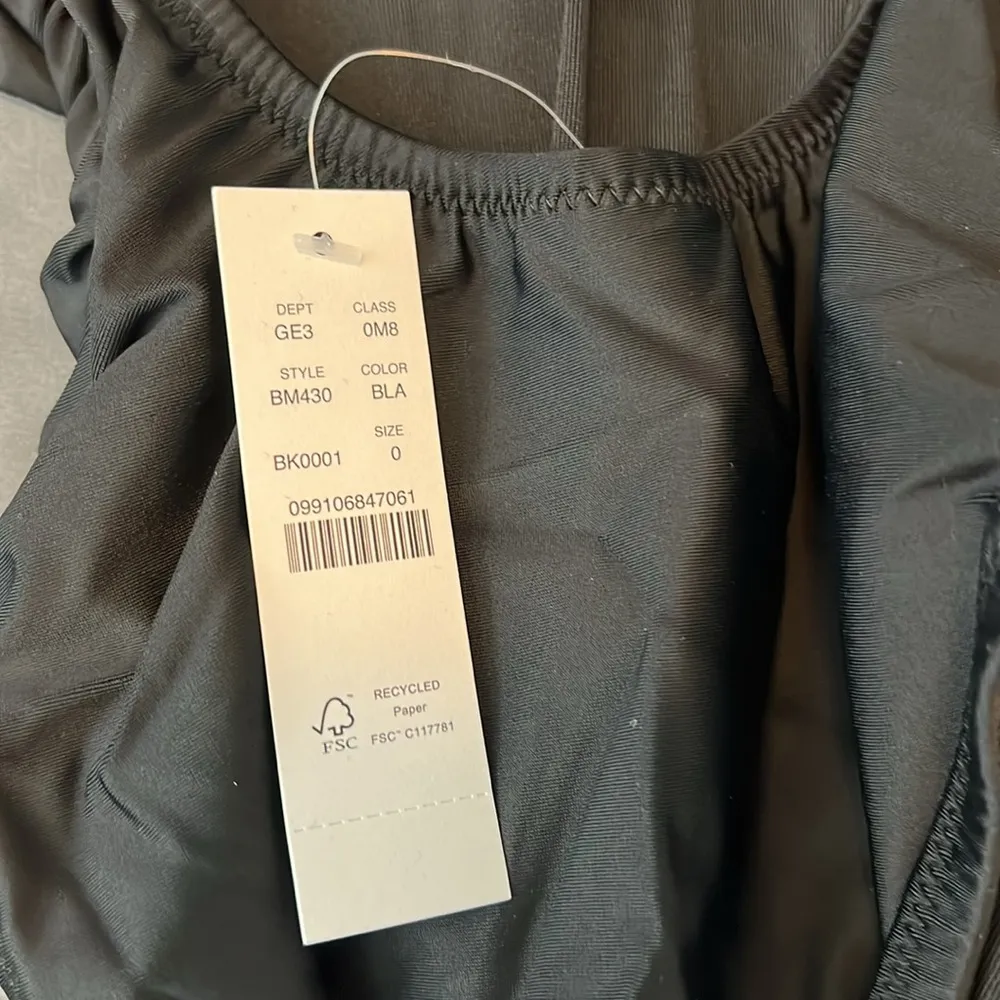 DEPT CLASS
GE3 0M8
STYLE COLOR
BM430 BLA
SIZE
BK0001 0
099106847061
RECYCLED
Paper
FSC™ C117781
FSC